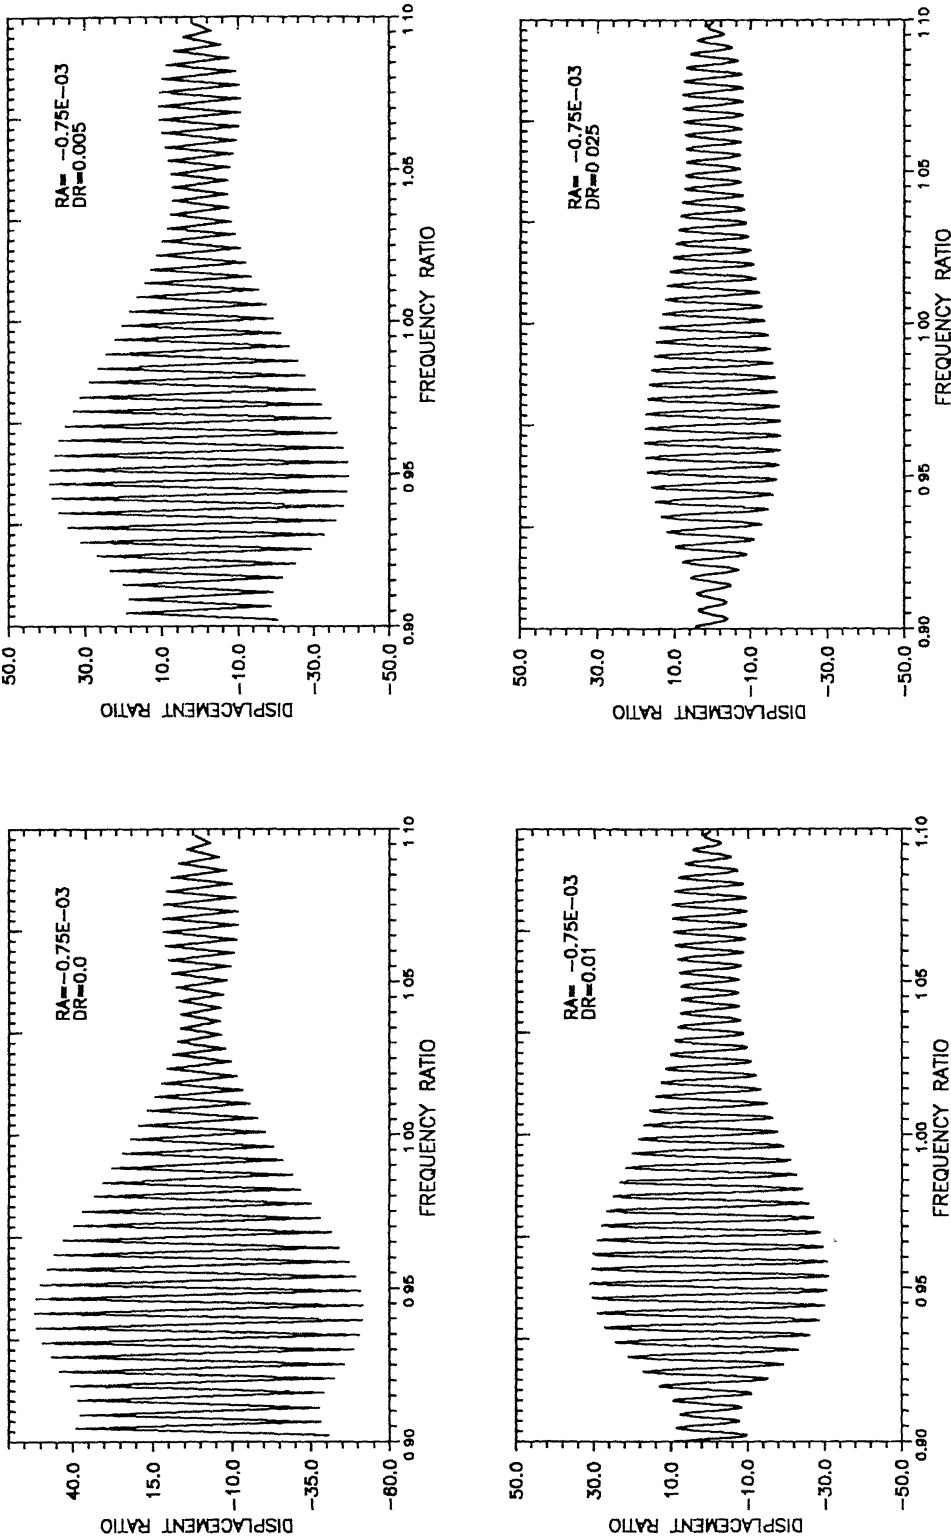 RA=-0.75E-03
DR=0.0
40.0
15.0
-10.0
-35.0
-60.0
DISPLACEMENT RATIO
0.90
0.95
1.00
1.05
1.10
FREQUENCY RATIO
RA= -0.75E-03
DR=0.005
50.0
30.0
10.0
-10.0
-30.0
-50.0
DISPLACEMENT RATIO
0.90
0.95
1.00
1.05
1.10
FREQUENCY RATIO
RA= -0.75E-03
DR=0.01
50.0
30.0
10.0
-10.0
-30.0
-50.0
DISPLACEMENT RATIO
0.90
0.95
1.00
1.05
1.10
FREQUENCY RATIO
RA= -0.75E-03
DR=0 025
50.0
30.0
10.0
-10.0
-30.0
-50.0
DISPLACEMENT RATIO
0.90
0.95
1.00
1.05
1.10
FREQUENCY RATIO